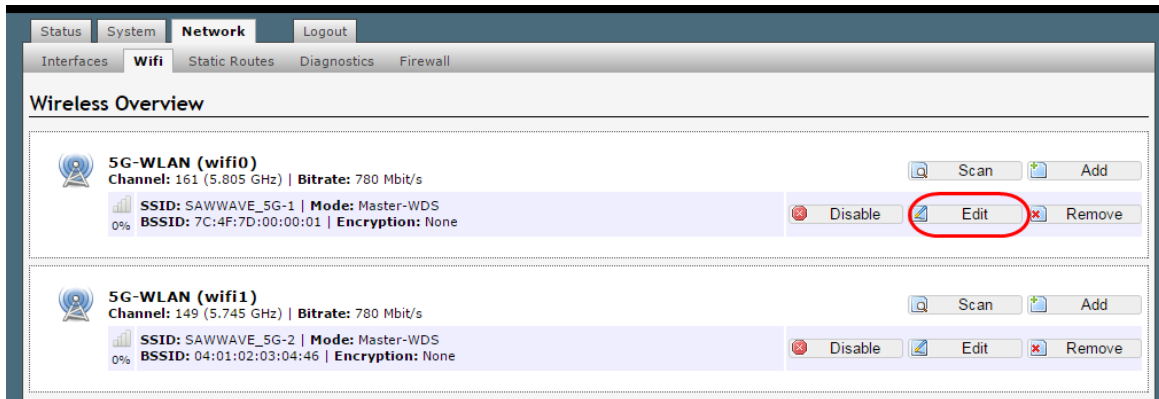 Status System Network Logout
Interfaces Wifi Static Routes Diagnostics Firewall
Wireless Overview
5G-WLAN (wifi0)
Channel: 161 (5.805 GHz) | Bitrate: 780 Mbit/s
Scan Add
SSID: SAWWAVE_5G-1 | Mode: Master-WDS
0% BSSID: 7C:4F:7D:00:00:01 | Encryption: None
Disable Edit Remove
5G-WLAN (wifi1)
Channel: 149 (5.745 GHz) | Bitrate: 780 Mbit/s
Scan Add
SSID: SAWWAVE_5G-2 | Mode: Master-WDS
0% BSSID: 04:01:02:03:04:46 | Encryption: None
Disable Edit Remove